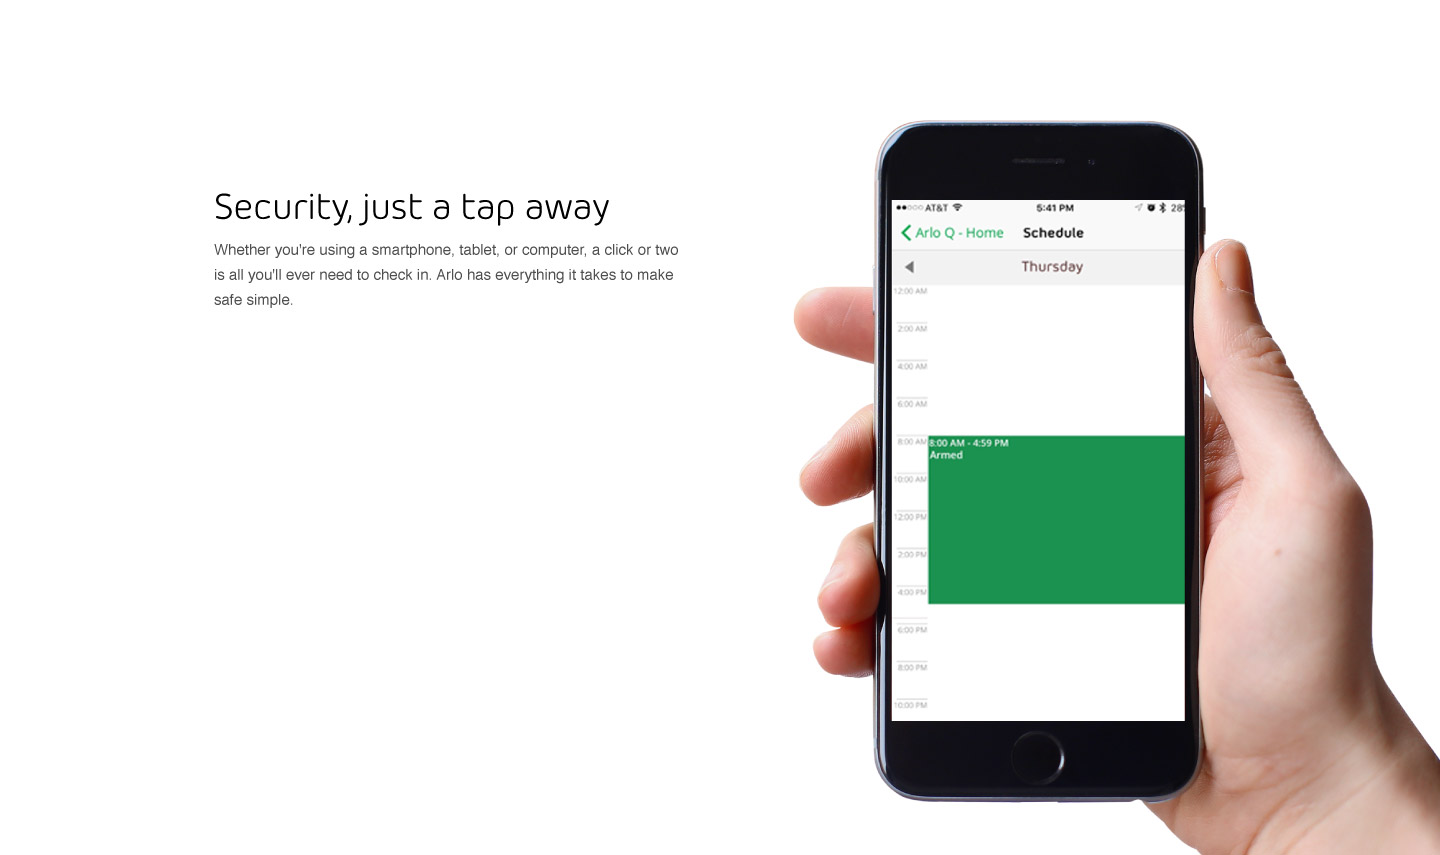 Security, just a tap away
Whether you're using a smartphone, tablet, or computer, a click or two
is all you'll ever need to check in. Arlo has everything it takes to make
safe simple.
AT&T 5:41 PM 28
Arlo Q - Home Schedule
Thursday
12:00 AM
2:00 AM
4:00 AM
6:00 AM
8:00 AM 8:00 AM - 4:59 PM
Armed
10:00 AM
12:00 PM
2:00 PM
4:00 PM
6:00 PM
8:00 PM
10:00 PM